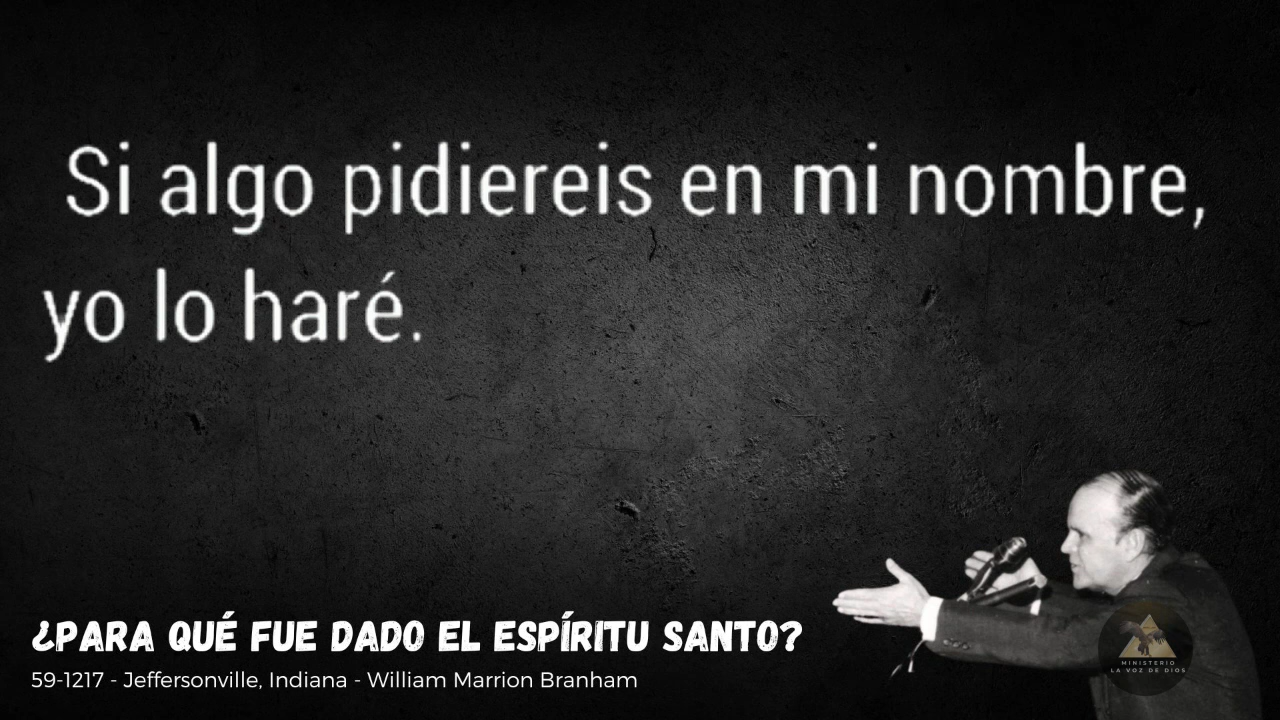 Si algo pidiereis en mi nombre,
yo lo haré.
¿PARA QUÉ FUE DADO EL ESPÍRITU SANTO?
59-1217 - Jeffersonville, Indiana - William Marrion Branham
MINISTERIO
LA VOZ DE DIOS